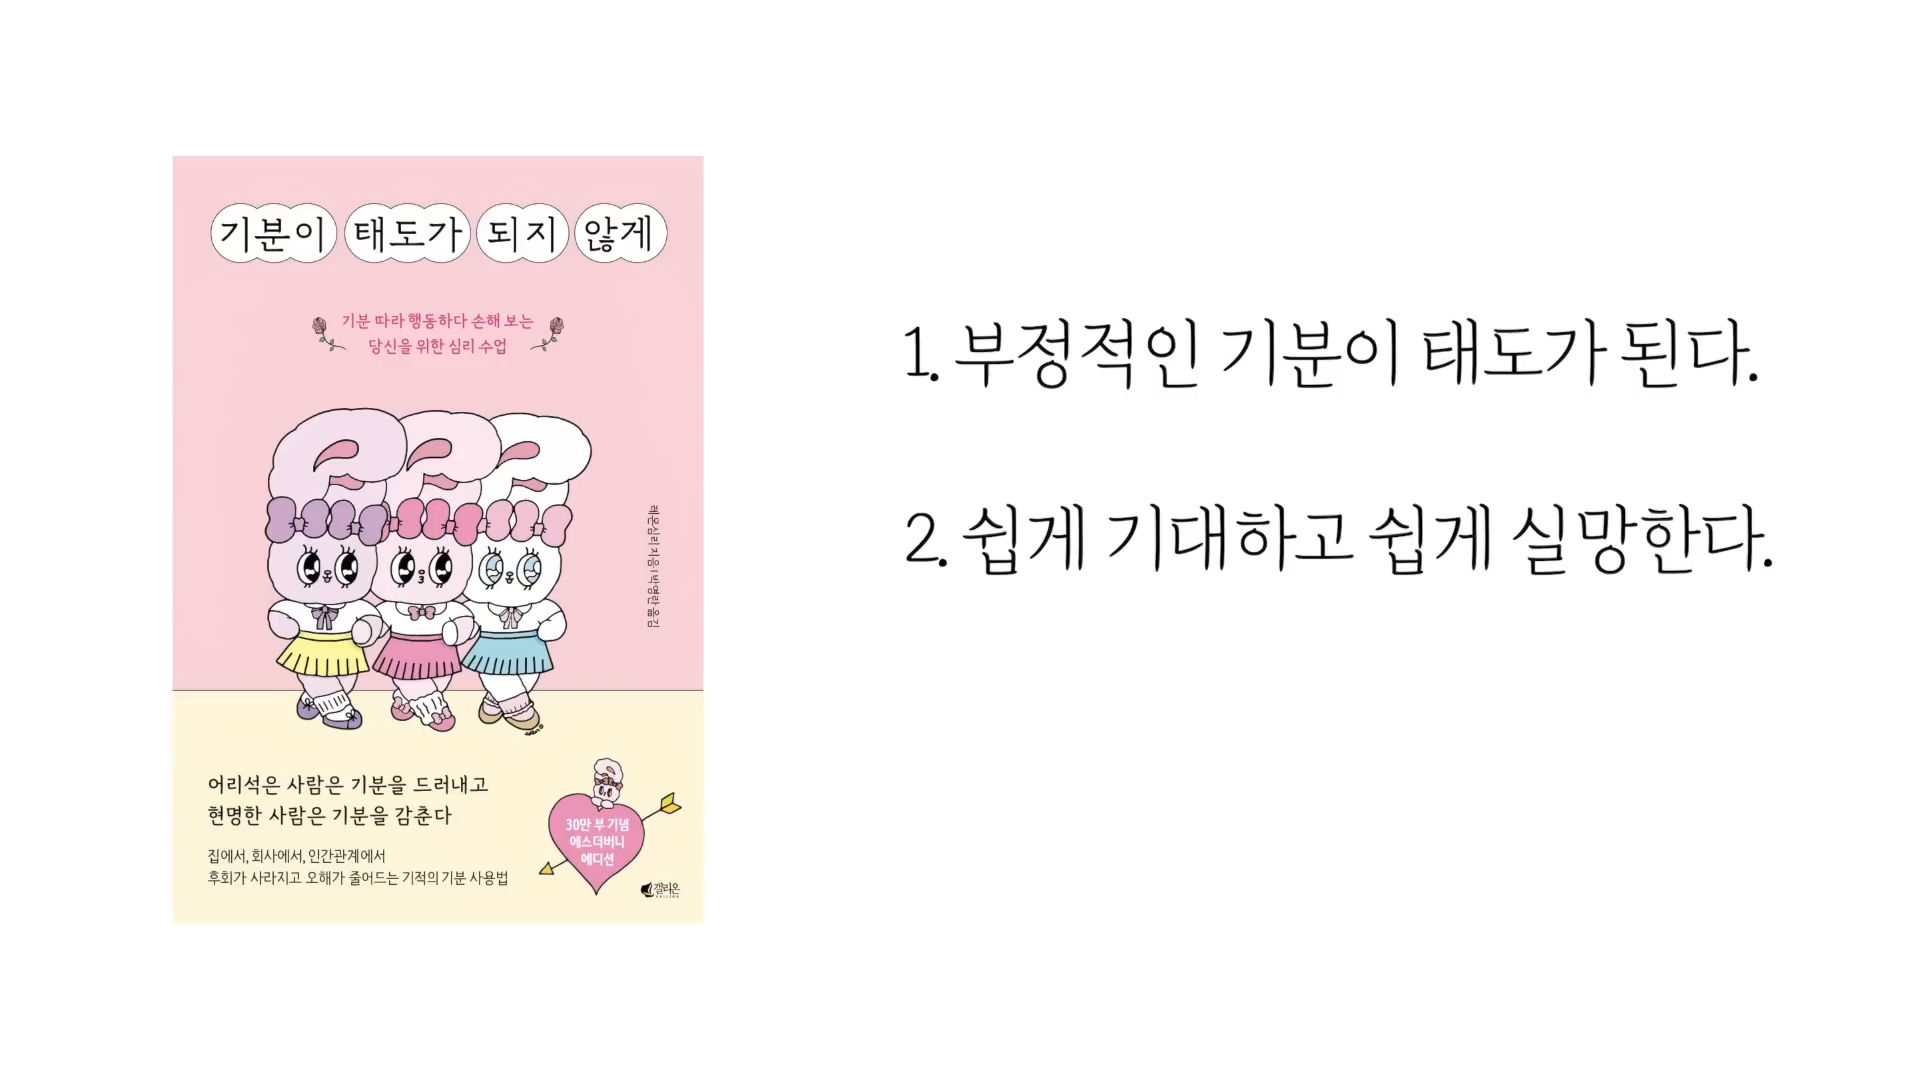 기분이 태도가 되지 않게
기분 따라 행동하다 손해 보는
당신을 위한 심리 수업
레몬심리 지음 | 박영란 옮김
어리석은 사람은 기분을 드러내고
현명한 사람은 기분을 감춘다
집에서, 회사에서, 인간관계에서
후회가 사라지고 오해가 줄어드는 기적의 기분 사용법
30만 부 기념
에스더버니
에디션
갤리온
1. 부정적인 기분이 태도가 된다.
2. 쉽게 기대하고 쉽게 실망한다.